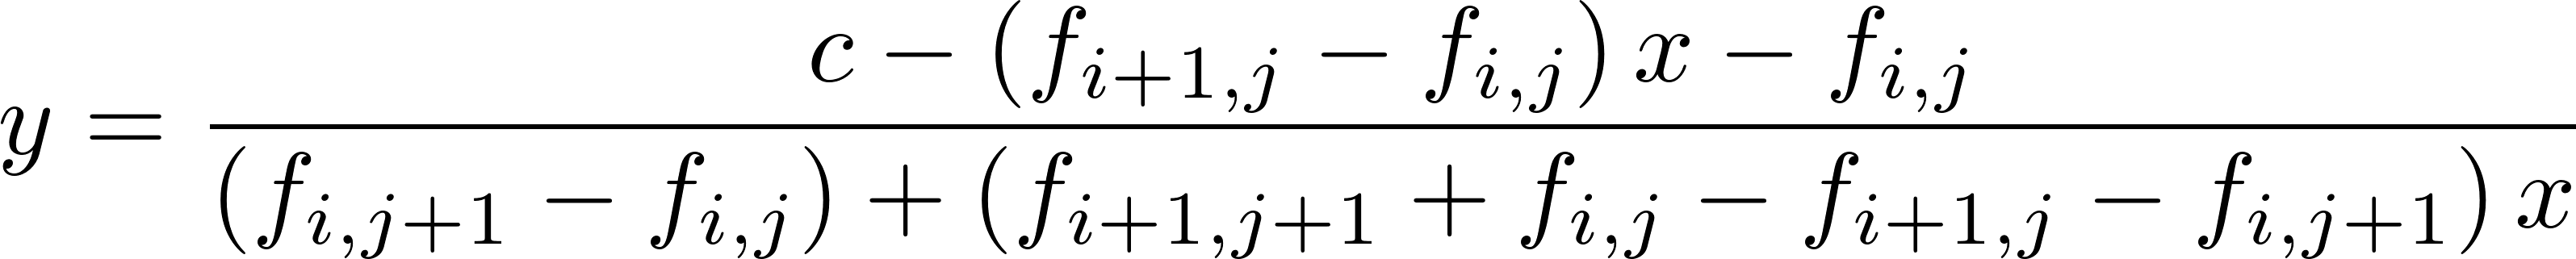 y = \frac{c - (f_{i+1,j} - f_{i,j}) x - f_{i,j}}{(f_{i,j+1} - f_{i,j}) + (f_{i+1,j+1} + f_{i,j} - f_{i+1,j} - f_{i,j+1}) x}